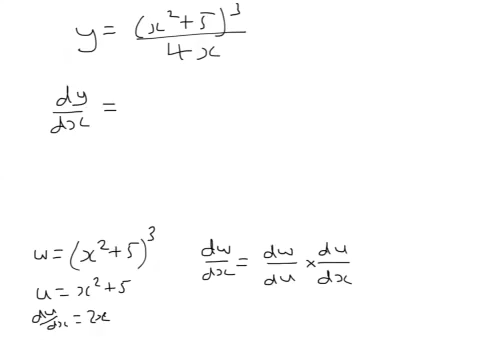 y = (x²+5)³/4x
dy/dx =
w = (x²+5)³
dw/dx = dw/du × du/dx
u = x²+5
du/dx = 2x